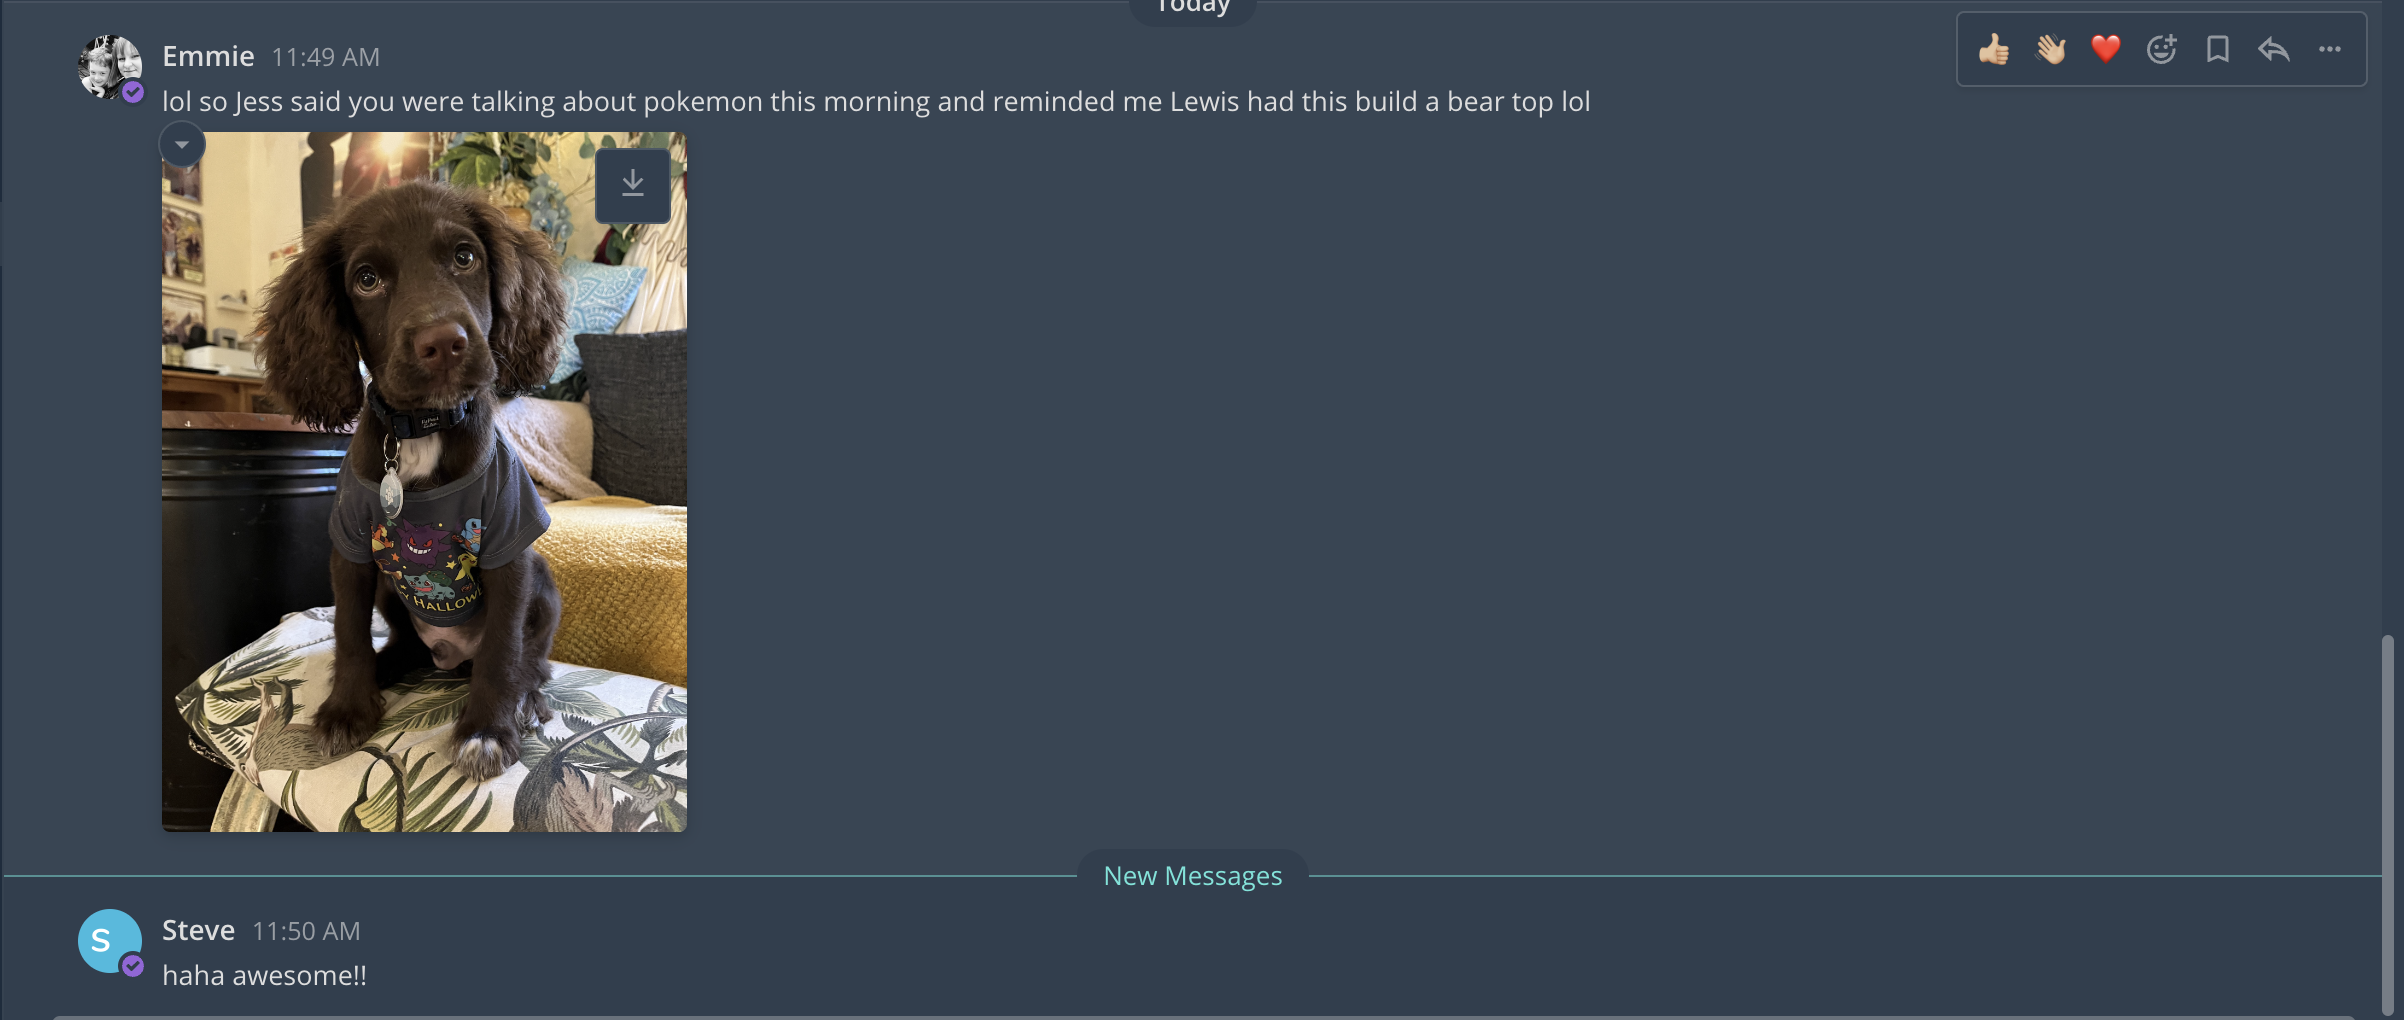 Today
Emmie 11:49 AM
lol so Jess said you were talking about pokemon this morning and reminded me Lewis had this build a bear top lol
HALLOW
New Messages
S
Steve 11:50 AM
haha awesome!!